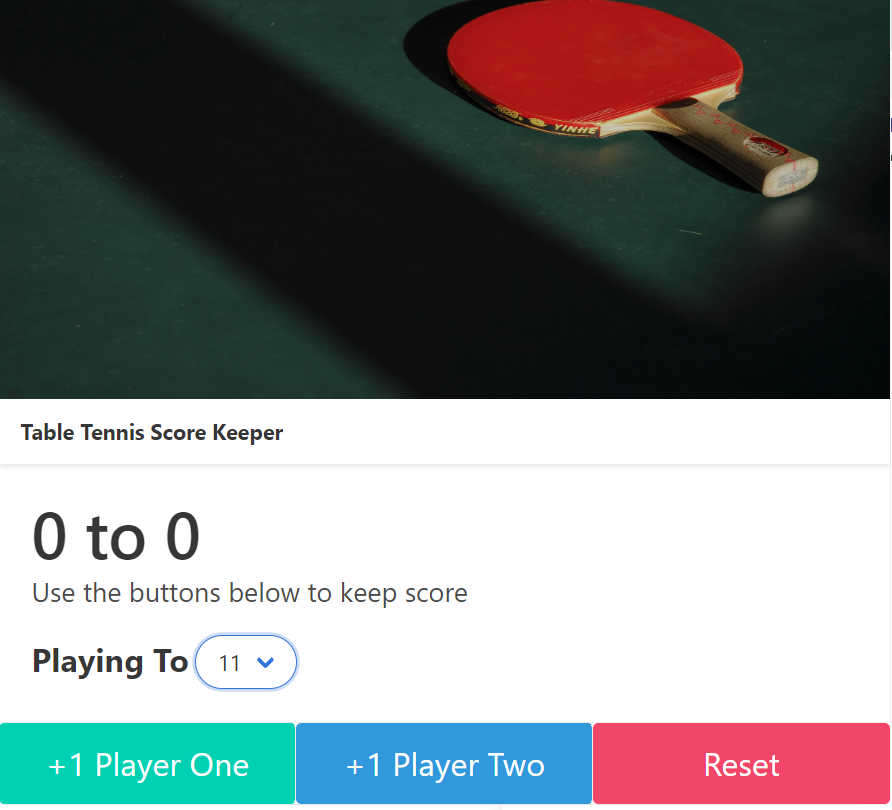 YINHE
Table Tennis Score Keeper
0 to 0
Use the buttons below to keep score
Playing To 11
+1 Player One
+1 Player Two
Reset